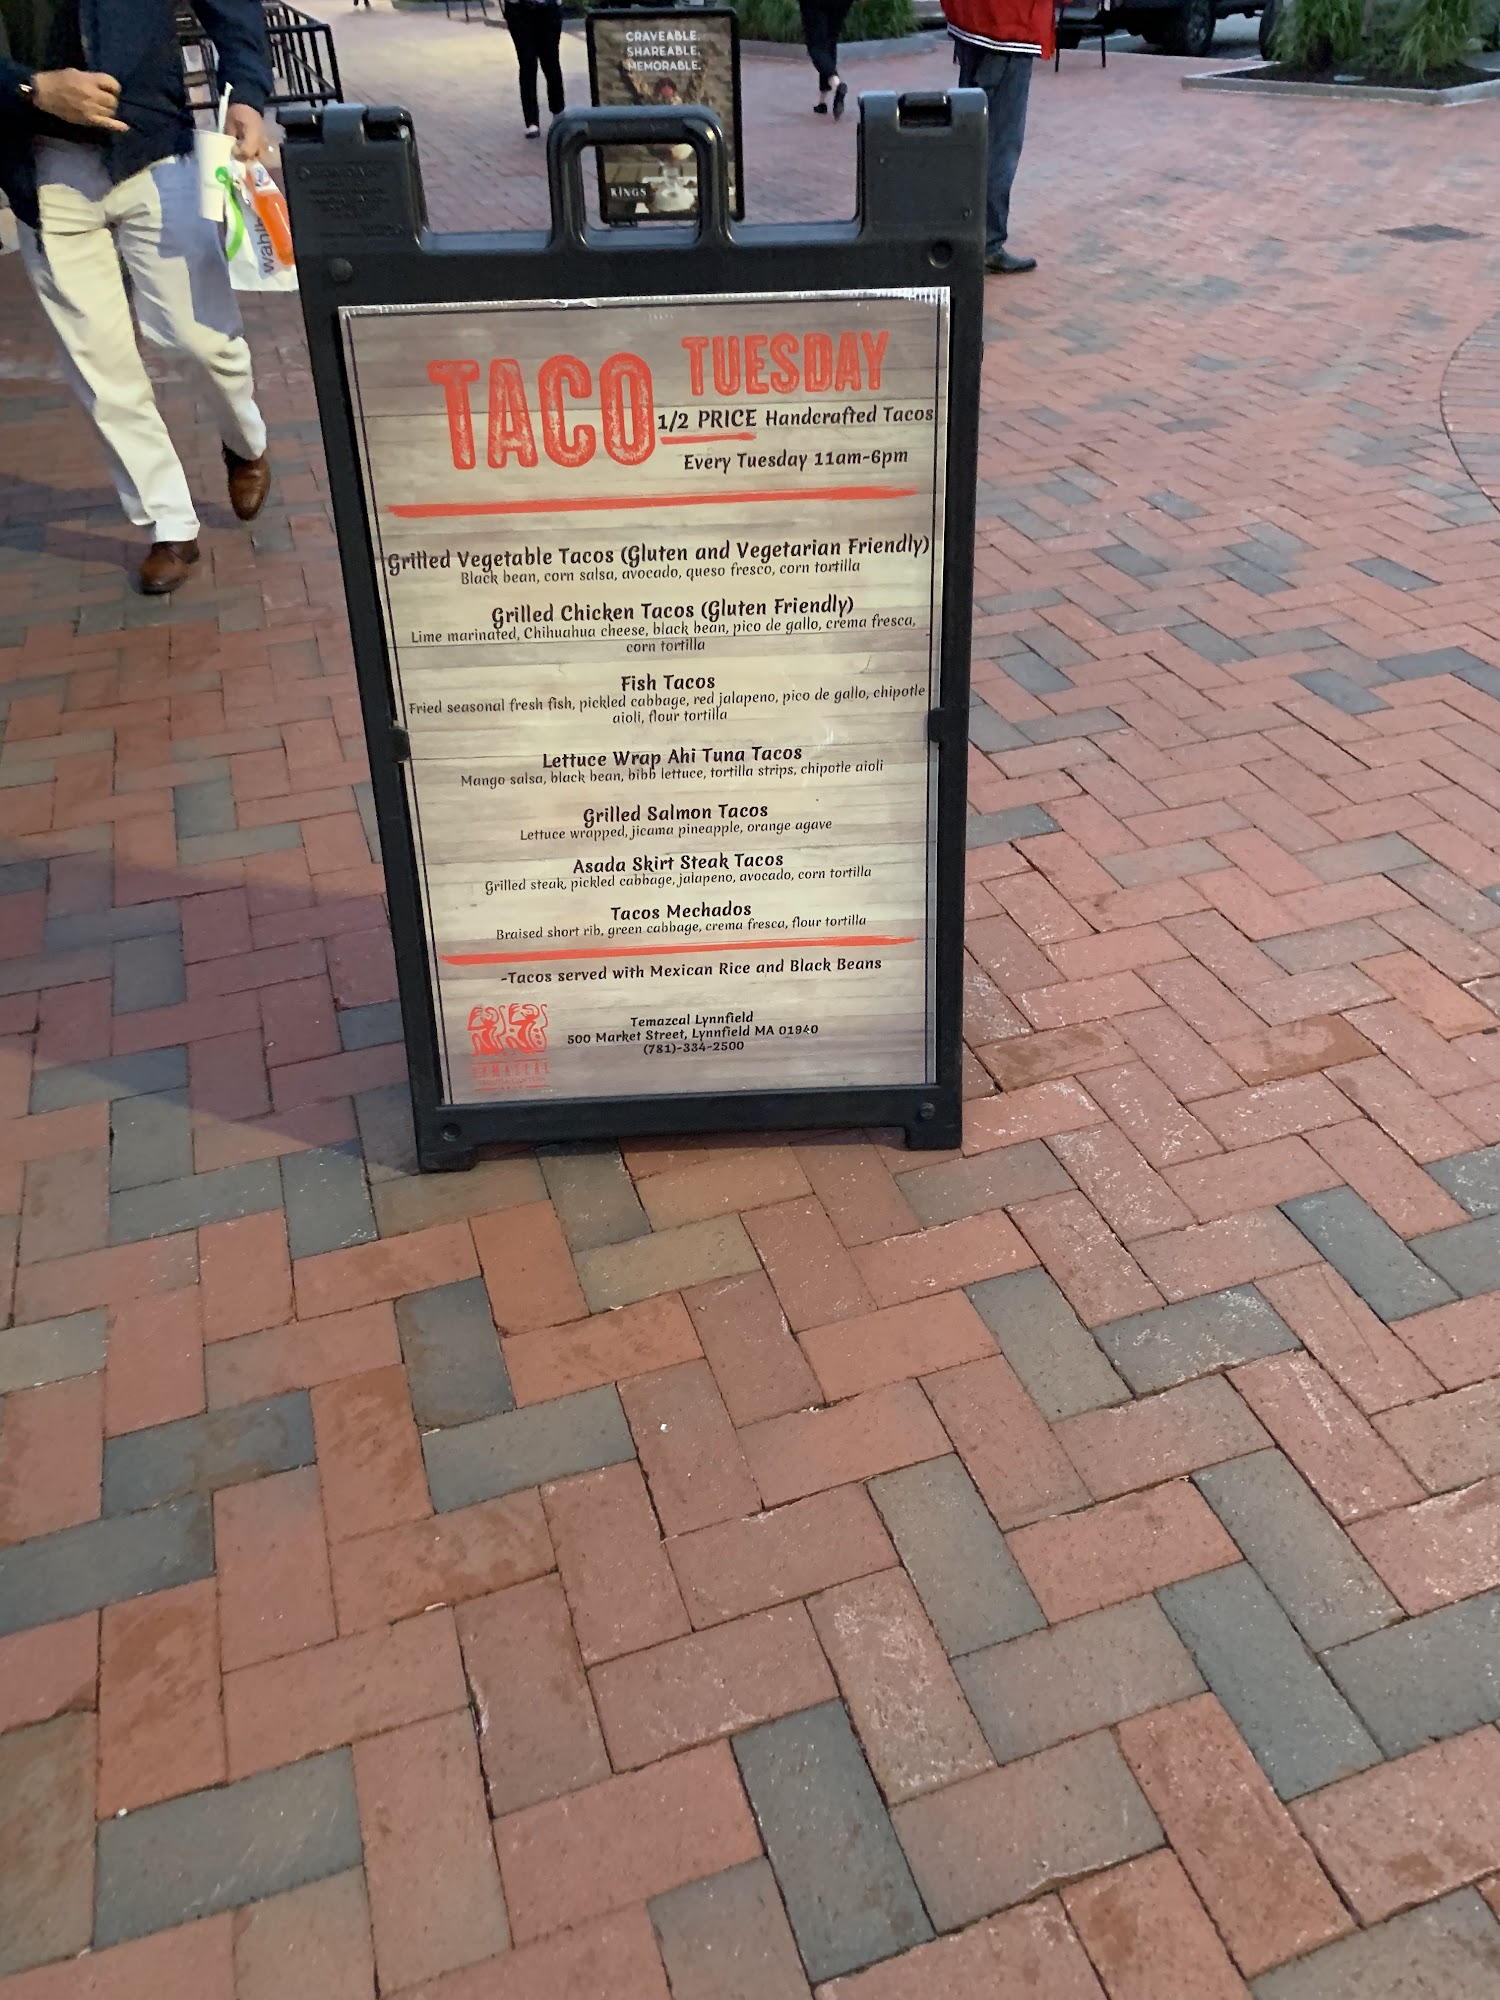 CRAVEABLE.
SHAREABLE.
MEMORABLE.
KINGS
wahlb
TACO TUESDAY
1/2 PRICE Handcrafted Tacos
Every Tuesday 11am-6pm
Grilled Vegetable Tacos (Gluten and Vegetarian Friendly)
Black bean, corn salsa, avocado, queso fresco, corn tortilla
Grilled Chicken Tacos (Gluten Friendly)
Lime marinated, Chihuahua cheese, black bean, pico de gallo, crema fresca,
corn tortilla
Fish Tacos
Fried seasonal fresh fish, pickled cabbage, red jalapeno, pico de gallo, chipotle
aioli, flour tortilla
Lettuce Wrap Ahi Tuna Tacos
Mango salsa, black bean, bibb lettuce, tortilla strips, chipotle aioli
Grilled Salmon Tacos
Lettuce wrapped, jicama pineapple, orange agave
Asada Skirt Steak Tacos
Grilled steak, pickled cabbage, jalapeno, avocado, corn tortilla
Tacos Mechados
Braised short rib, green cabbage, crema fresca, flour tortilla
-Tacos served with Mexican Rice and Black Beans
Temazcal Lynnfield
500 Market Street, Lynnfield MA 01940
(781)-334-2500
TEMAZCAL